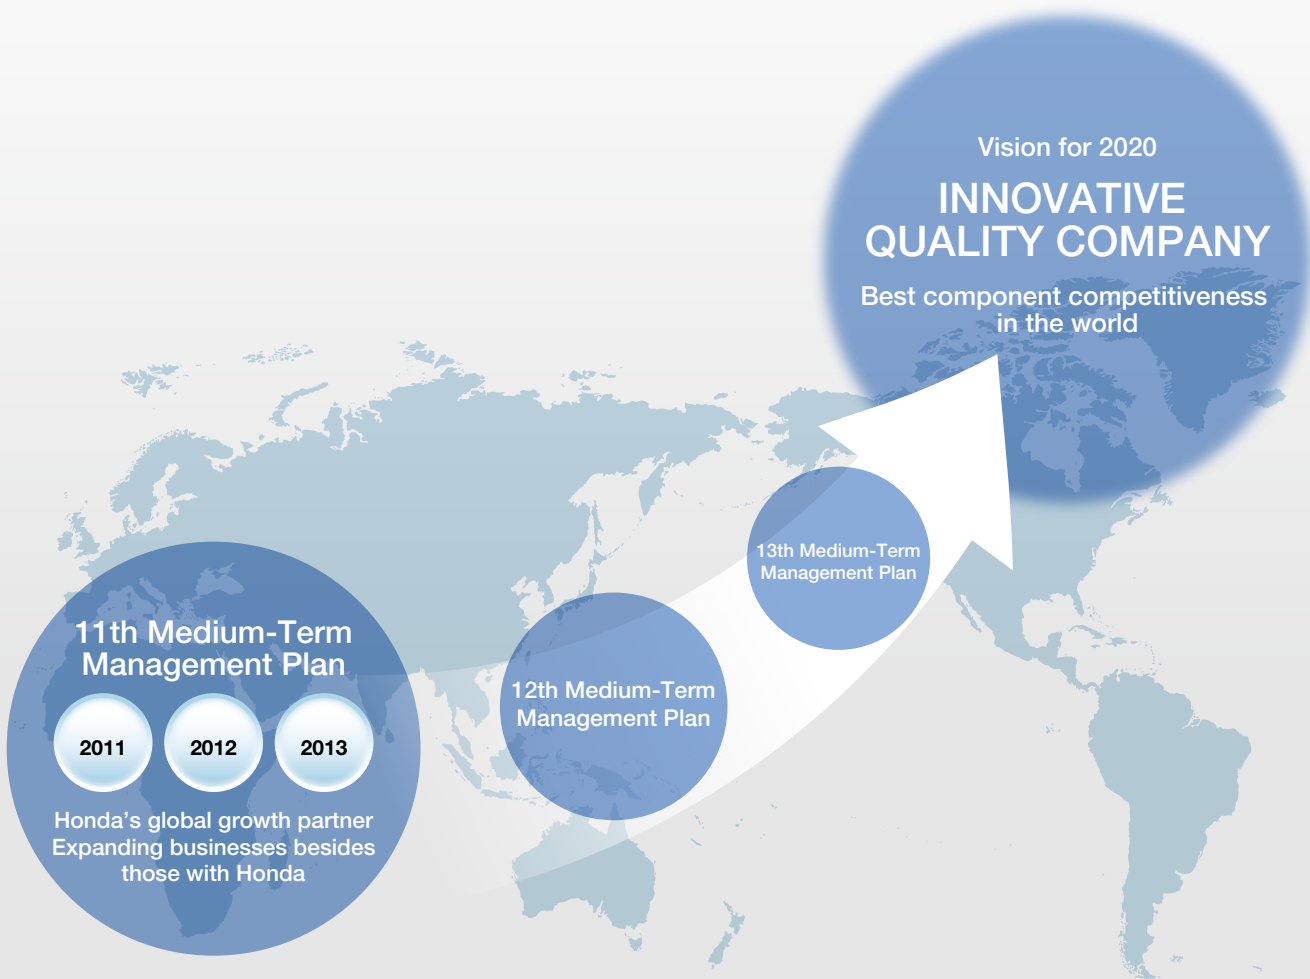 Vision for 2020
INNOVATIVE
QUALITY COMPANY
Best component competitiveness
in the world
13th Medium-Term
Management Plan
12th Medium-Term
Management Plan
11th Medium-Term
Management Plan
2011 2012 2013
Honda’s global growth partner
Expanding businesses besides
those with Honda